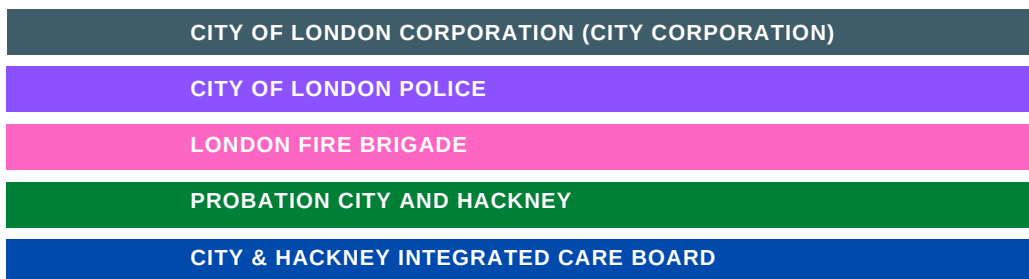 CITY OF LONDON CORPORATION (CITY CORPORATION)
CITY OF LONDON POLICE
LONDON FIRE BRIGADE
PROBATION CITY AND HACKNEY
CITY & HACKNEY INTEGRATED CARE BOARD